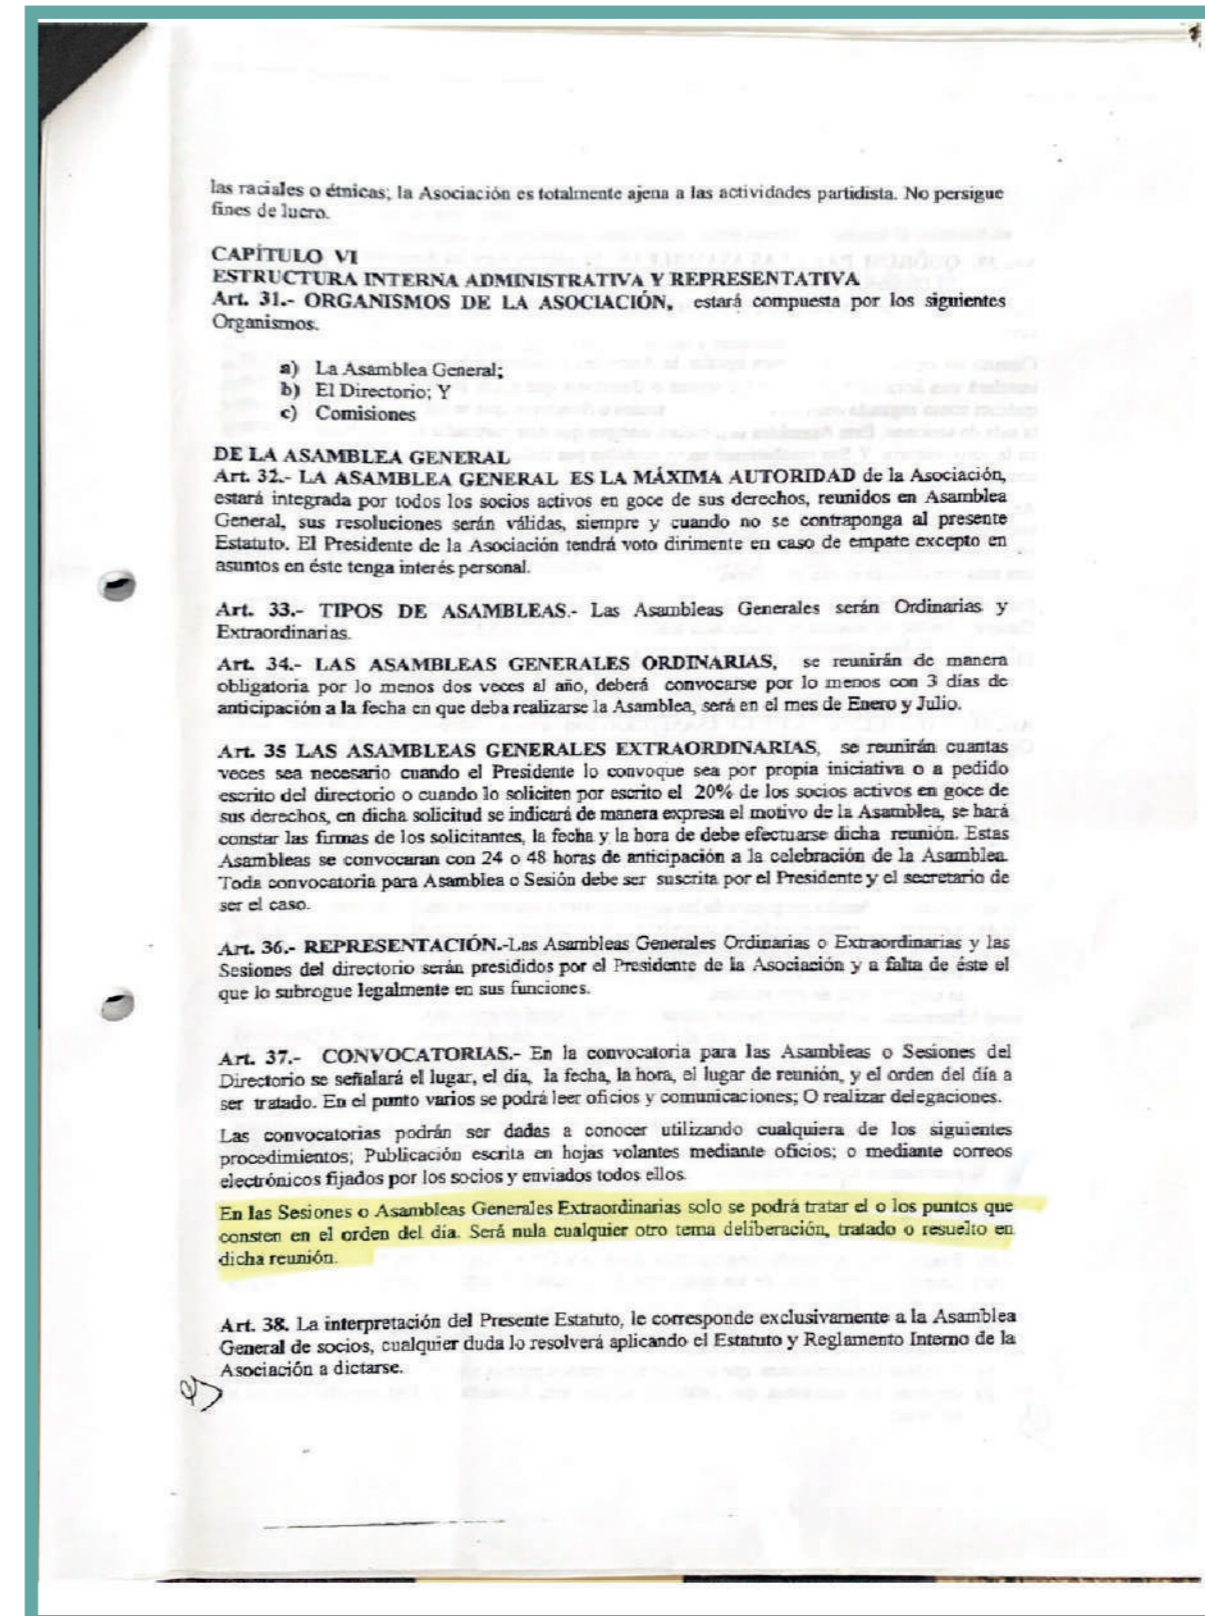 las raciales o étnicas; la Asociación es totalmente ajena a las actividades partidista. No persigue
fines de lucro.
CAPÍTULO VI
ESTRUCTURA INTERNA ADMINISTRATIVA Y REPRESENTATIVA
Art. 31.- ORGANISMOS DE LA ASOCIACIÓN, estará compuesta por los siguientes
Organismos.
a) La Asamblea General;
b) El Directorio; Y
c) Comisiones
DE LA ASAMBLEA GENERAL
Art. 32.- LA ASAMBLEA GENERAL ES LA MÁXIMA AUTORIDAD de la Asociación,
estará integrada por todos los socios activos en goce de sus derechos, reunidos en Asamblea
General, sus resoluciones serán válidas, siempre y cuando no se contraponga al presente
Estatuto. El Presidente de la Asociación tendrá voto dirimente en caso de empate excepto en
asuntos en éste tenga interés personal.
Art. 33.- TIPOS DE ASAMBLEAS.- Las Asambleas Generales serán Ordinarias y
Extraordinarias.
Art. 34.- LAS ASAMBLEAS GENERALES ORDINARIAS, se reunirán de manera
obligatoria por lo menos dos veces al año, deberá convocarse por lo menos con 3 días de
anticipación a la fecha en que deba realizarse la Asamblea, será en el mes de Enero y Julio.
Art. 35 LAS ASAMBLEAS GENERALES EXTRAORDINARIAS, se reunirán cuantas
veces sea necesario cuando el Presidente lo convoque sea por propia iniciativa o a pedido
escrito del directorio o cuando lo soliciten por escrito el 20% de los socios activos en goce de
sus derechos, en dicha solicitud se indicará de manera expresa el motivo de la Asamblea, se hará
constar las firmas de los solicitantes, la fecha y la hora de debe efectuarse dicha reunión. Estas
Asambleas se convocaran con 24 o 48 horas de anticipación a la celebración de la Asamblea.
Toda convocatoria para Asamblea o Sesión debe ser suscrita por el Presidente y el secretario de
ser el caso.
Art. 36.- REPRESENTACIÓN.-Las Asambleas Generales Ordinarias o Extraordinarias y las
Sesiones del directorio serán presididos por el Presidente de la Asociación y a falta de éste el
que lo subrogue legalmente en sus funciones.
Art. 37.- CONVOCATORIAS.- En la convocatoria para las Asambleas o Sesiones del
Directorio se señalará el lugar, el día, la fecha, la hora, el lugar de reunión, y el orden del día a
ser tratado. En el punto varios se podrá leer oficios y comunicaciones; O realizar delegaciones.
Las convocatorias podrán ser dadas a conocer utilizando cualquiera de los siguientes
procedimientos; Publicación escrita en hojas volantes mediante oficios; o mediante correos
electrónicos fijados por los socios y enviados todos ellos.
En las Sesiones o Asambleas Generales Extraordinarias solo se podrá tratar el o los puntos que
consten en el orden del día. Será nula cualquier otro tema deliberación, tratado o resuelto en
dicha reunión.
Art. 38. La interpretación del Presente Estatuto, le corresponde exclusivamente a la Asamblea
General de socios, cualquier duda lo resolverá aplicando el Estatuto y Reglamento Interno de la
Asociación a dictarse.